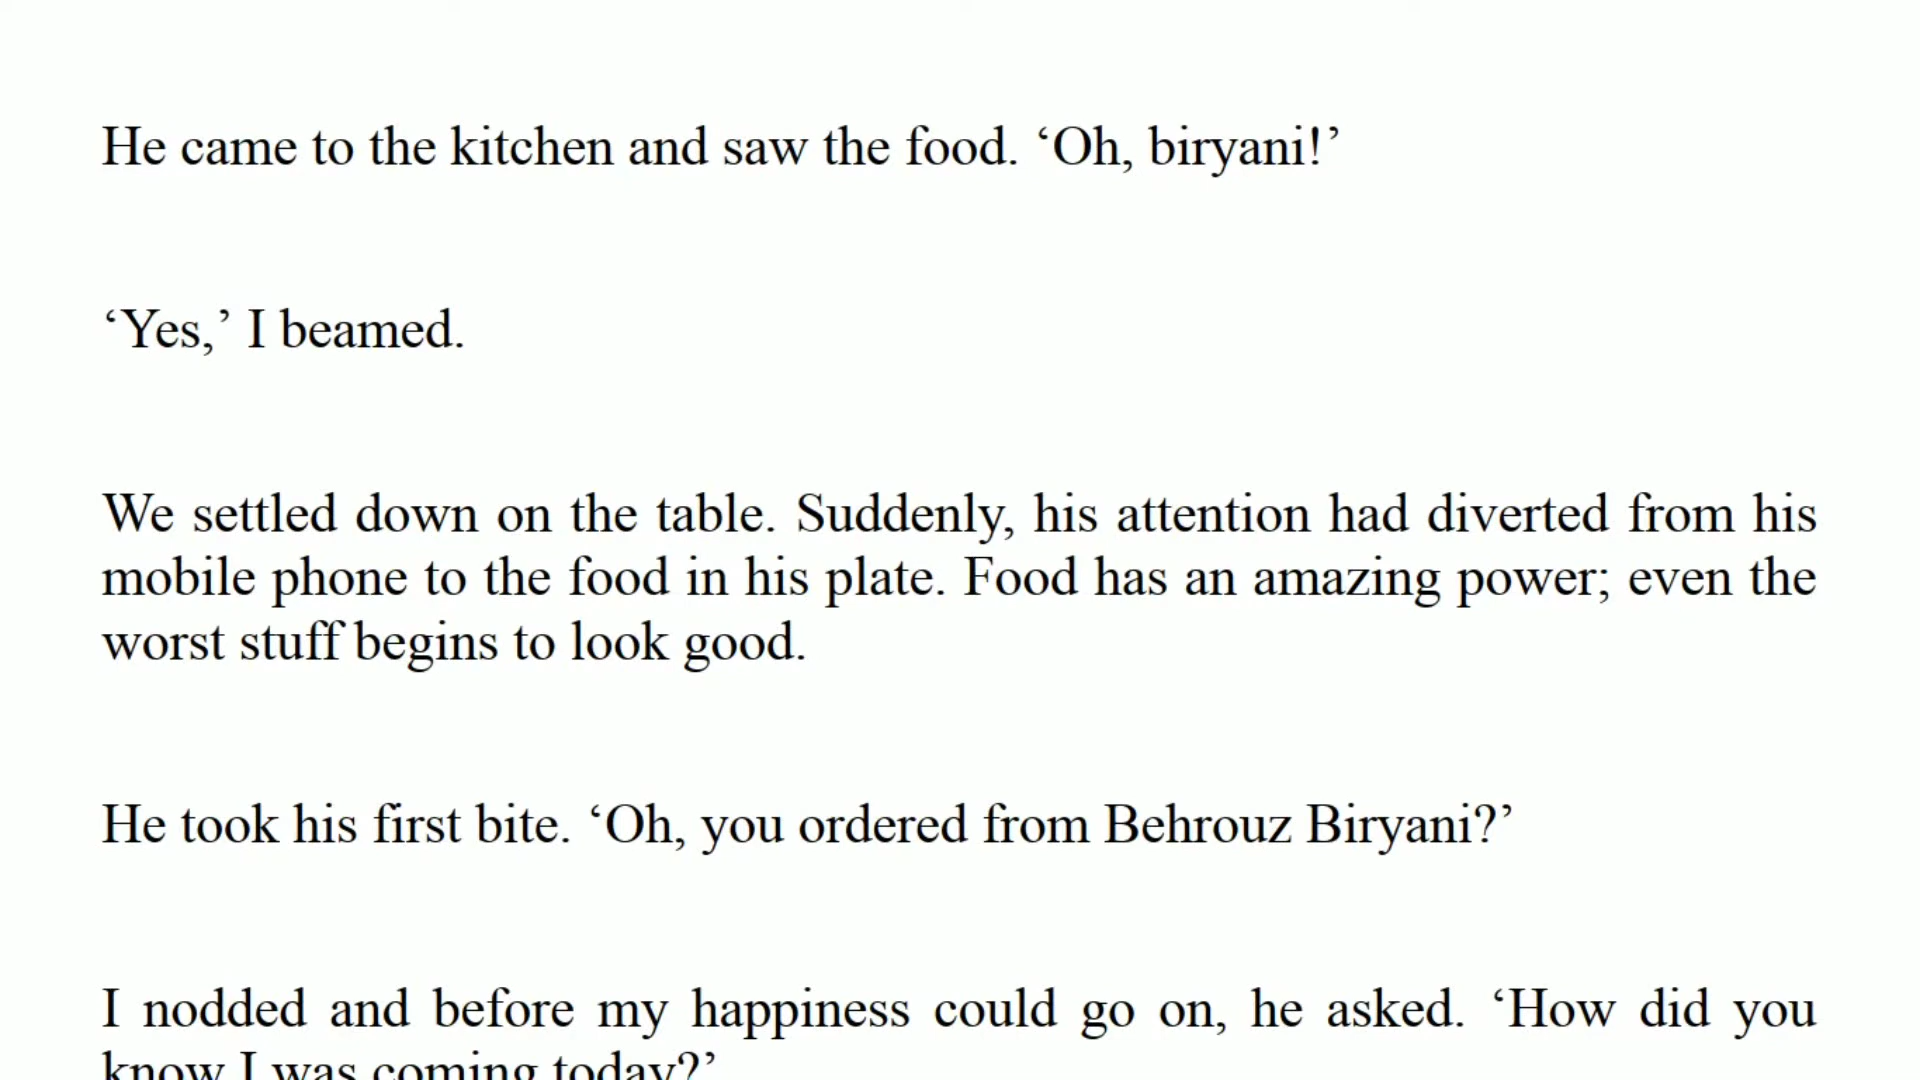 He came to the kitchen and saw the food. ‘Oh, biryani!’
‘Yes,’ I beamed.
We settled down on the table. Suddenly, his attention had diverted from his
mobile phone to the food in his plate. Food has an amazing power; even the
worst stuff begins to look good.
He took his first bite. ‘Oh, you ordered from Behrouz Biryani?’
I nodded and before my happiness could go on, he asked. ‘How did you
know I was coming today?’